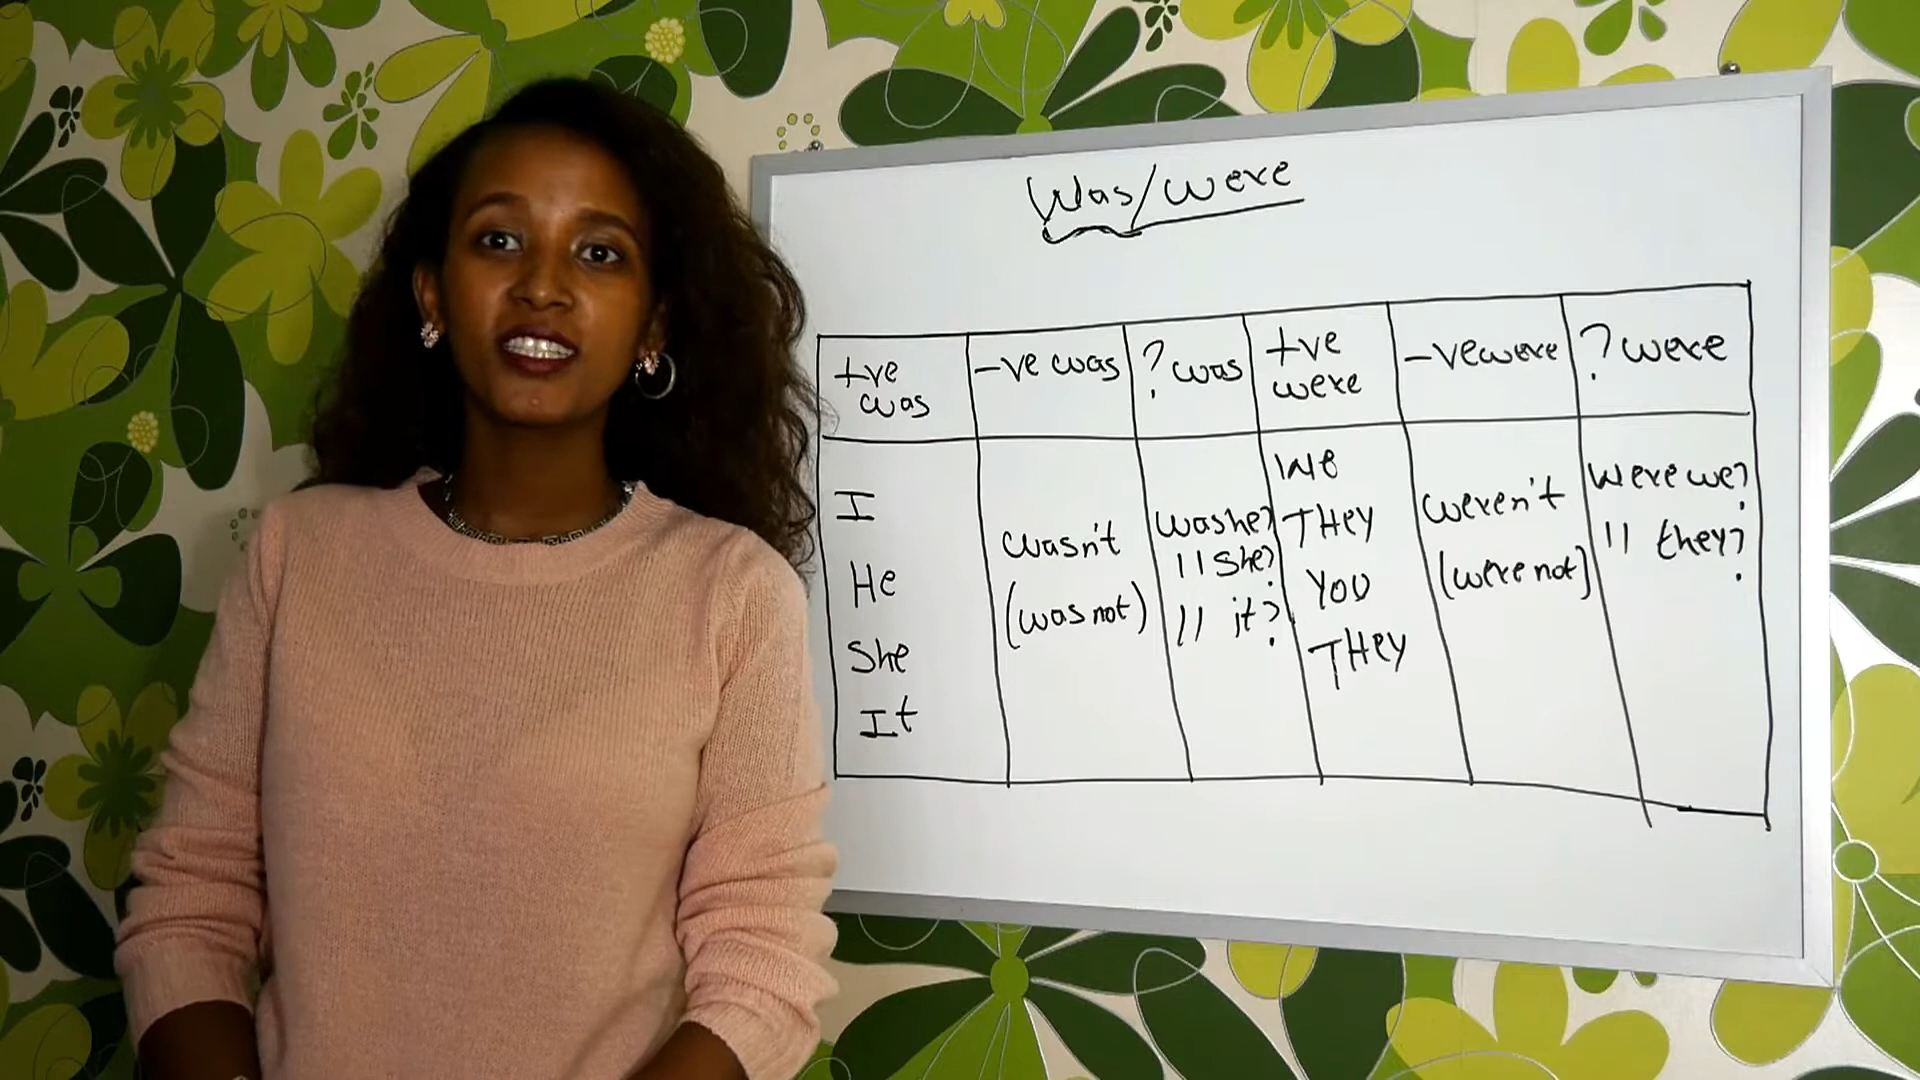 Was/were
+ve was
-ve was
? was
+ve were
-ve were
? were
I
He
She
It
wasn't
(was not)
was he?
" she?
" it?
We
THey
You
THey
weren't
(were not)
Were we?
" they?